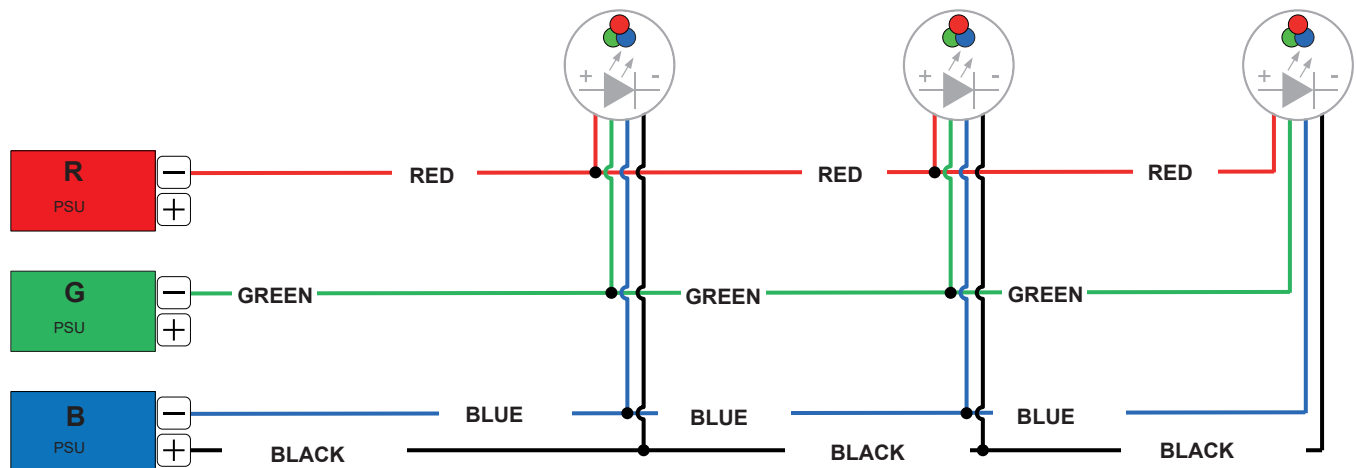 + -
+ -
+ -
R
PSU
−
+
RED
RED
RED
G
PSU
−
+
GREEN
GREEN
GREEN
B
PSU
−
+
BLUE
BLUE
BLUE
BLACK
BLACK
BLACK